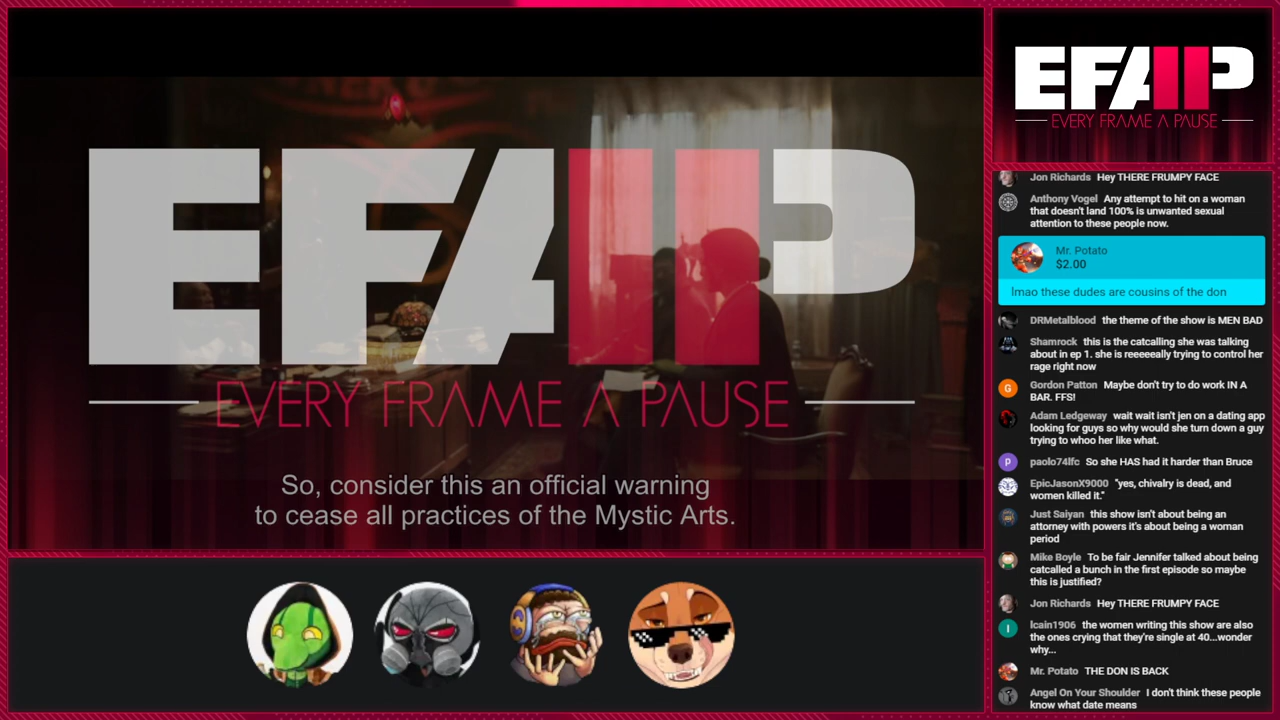 EFAP
EVERY FRAME A PAUSE
So, consider this an official warning
to cease all practices of the Mystic Arts.
EFAP
EVERY FRAME A PAUSE
Jon Richards Hey THERE FRUMPY FACE
Anthony Vogel Any attempt to hit on a woman
that doesn't land 100% is unwanted sexual
attention to these people now.
Mr. Potato
$2.00
lmao these dudes are cousins of the don
DRMetalblood the theme of the show is MEN BAD
Shamrock this is the catcalling she was talking
about in ep 1. she is reeeeeally trying to control her
rage right now
G
Gordon Patton Maybe don't try to do work IN A
BAR. FFS!
Adam Ledgeway wait wait isn't jen on a dating app
looking for guys so why would she turn down a guy
trying to whoo her like what.
P
paolo74lfc So she HAS had it harder than Bruce
EpicJasonX9000 "yes, chivalry is dead, and
women killed it."
Just Saiyan this show isn't about being an
attorney with powers it's about being a woman
period
Mike Boyle To be fair Jennifer talked about being
catcalled a bunch in the first episode so maybe
this is justified?
Jon Richards Hey THERE FRUMPY FACE
I
lcain1906 the women writing this show are also
the ones crying that they're single at 40...wonder
why...
Mr. Potato THE DON IS BACK
Angel On Your Shoulder I don't think these people
know what date means